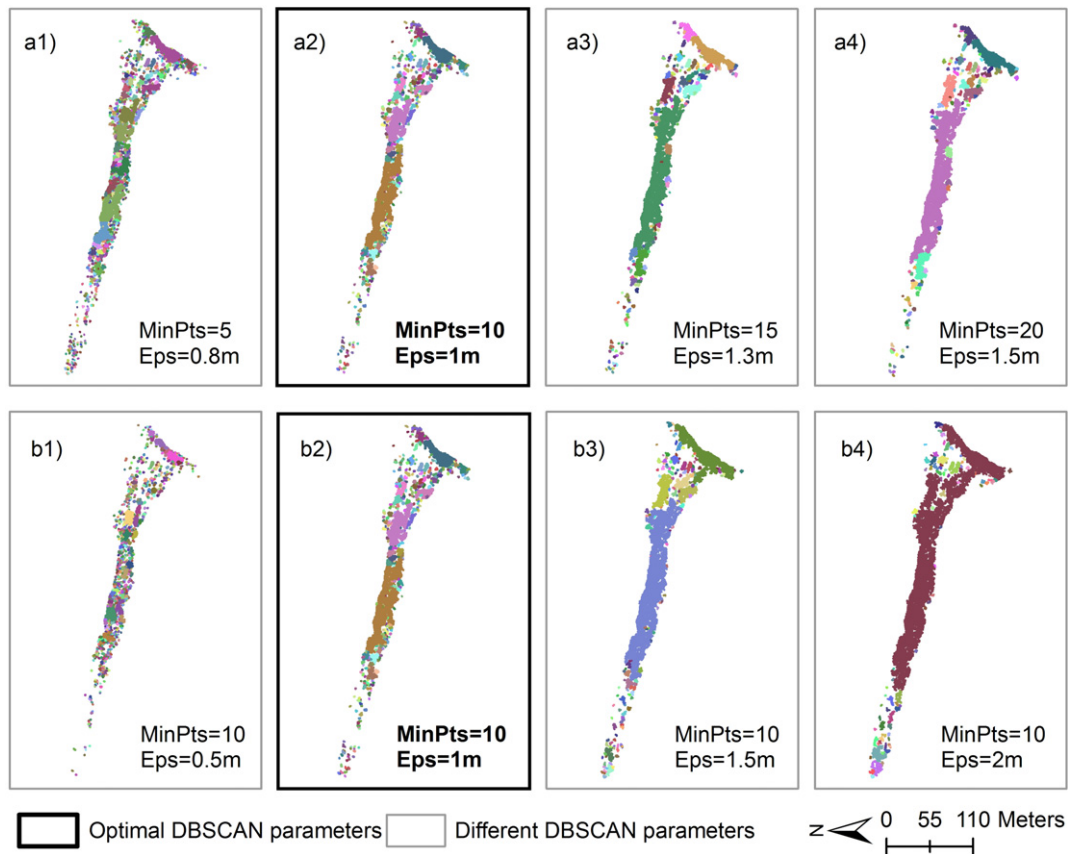 a1)
MinPts=5
Eps=0.8m
a2)
MinPts=10
Eps=1m
a3)
MinPts=15
Eps=1.3m
a4)
MinPts=20
Eps=1.5m
b1)
MinPts=10
Eps=0.5m
b2)
MinPts=10
Eps=1m
b3)
MinPts=10
Eps=1.5m
b4)
MinPts=10
Eps=2m
Optimal DBSCAN parameters
Different DBSCAN parameters
N
0 55 110 Meters